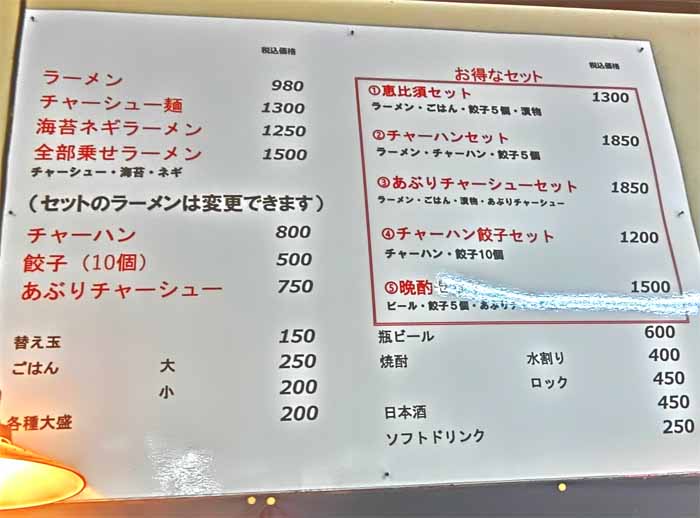 税込価格
ラーメン 980
チャーシュー麺 1300
海苔ネギラーメン 1250
全部乗せラーメン 1500
チャーシュー・海苔・ネギ
(セットのラーメンは変更できます)
チャーハン 800
餃子(10個) 500
あぶりチャーシュー 750
替え玉 150
ごはん 大 250
小 200
各種大盛 200
お得なセット 税込価格
①恵比須セット 1300
ラーメン・ごはん・餃子5個・漬物
②チャーハンセット 1850
ラーメン・チャーハン・餃子5個
③あぶりチャーシューセット 1850
ラーメン・ごはん・漬物・あぶりチャーシュー
④チャーハン餃子セット 1200
チャーハン・餃子10個
⑤晩酌セ 1500
ビール・餃子5個・あぶり
瓶ビール 600
焼酎 水割り 400
ロック 450
日本酒 450
ソフトドリンク 250